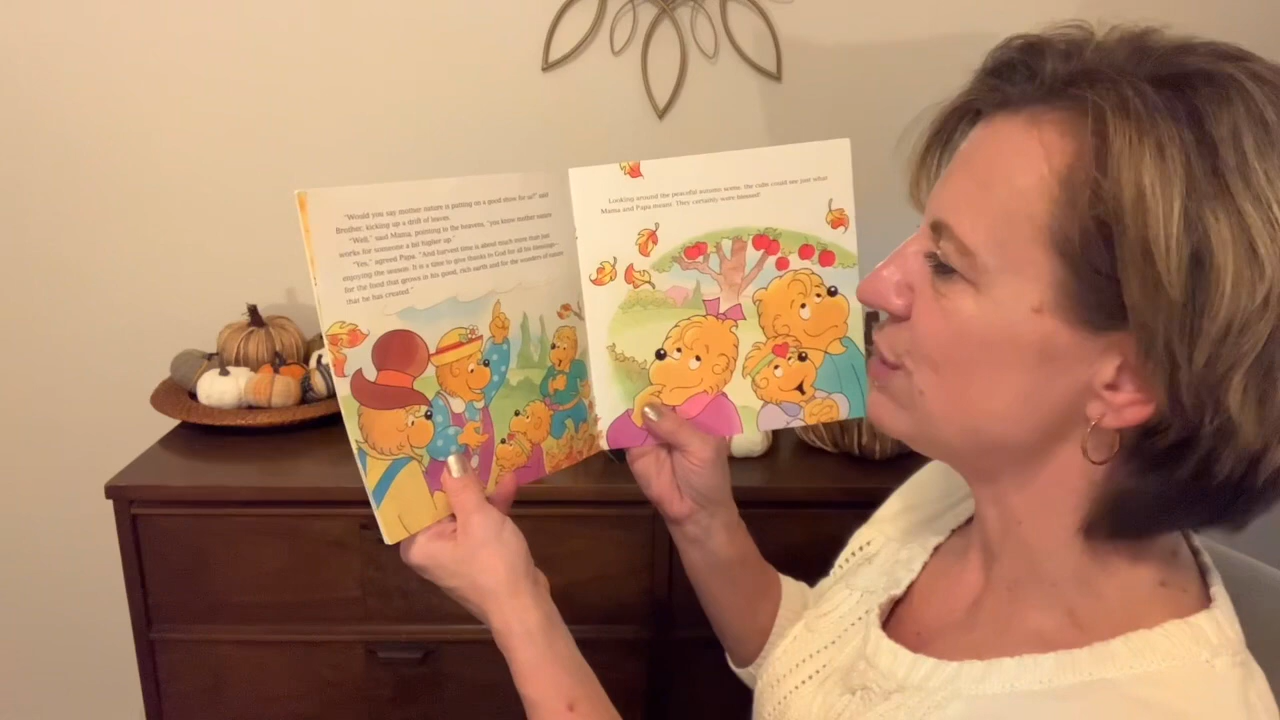 "Would you say mother nature is putting on a good show for us?" said
Brother, kicking up a drift of leaves.
"Well," said Mama, pointing to the heavens, "you know mother nature
works for someone a bit higher up."
"Yes," agreed Papa. "And harvest time is about much more than just
enjoying the season. It is a time to give thanks to God for all his blessings—
for the food that grows in his good, rich earth and for the wonders of nature
that he has created."
Looking around the peaceful autumn scene, the cubs could see just what
Mama and Papa meant. They certainly were blessed!